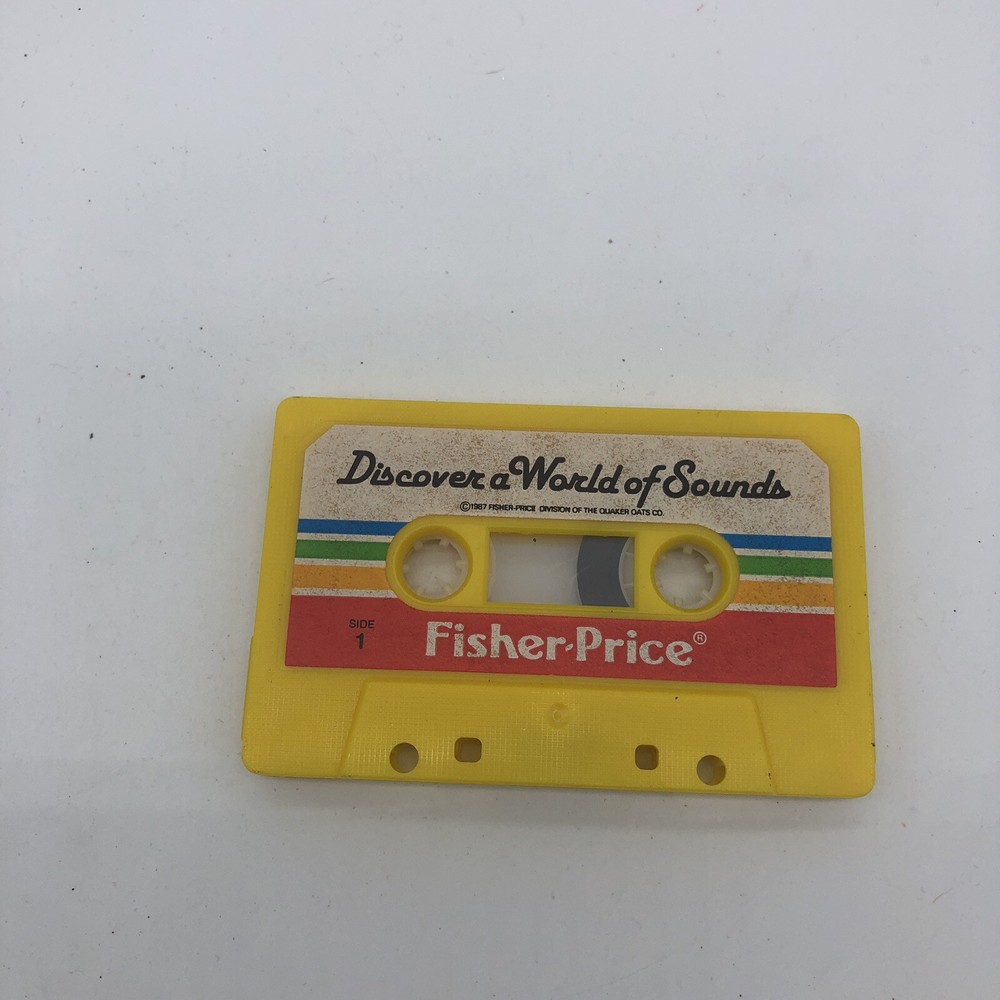 Discover a World of Sounds
©1987 FISHER-PRICE DIVISION OF THE QUAKER OATS CO.
SIDE
1
Fisher-Price®